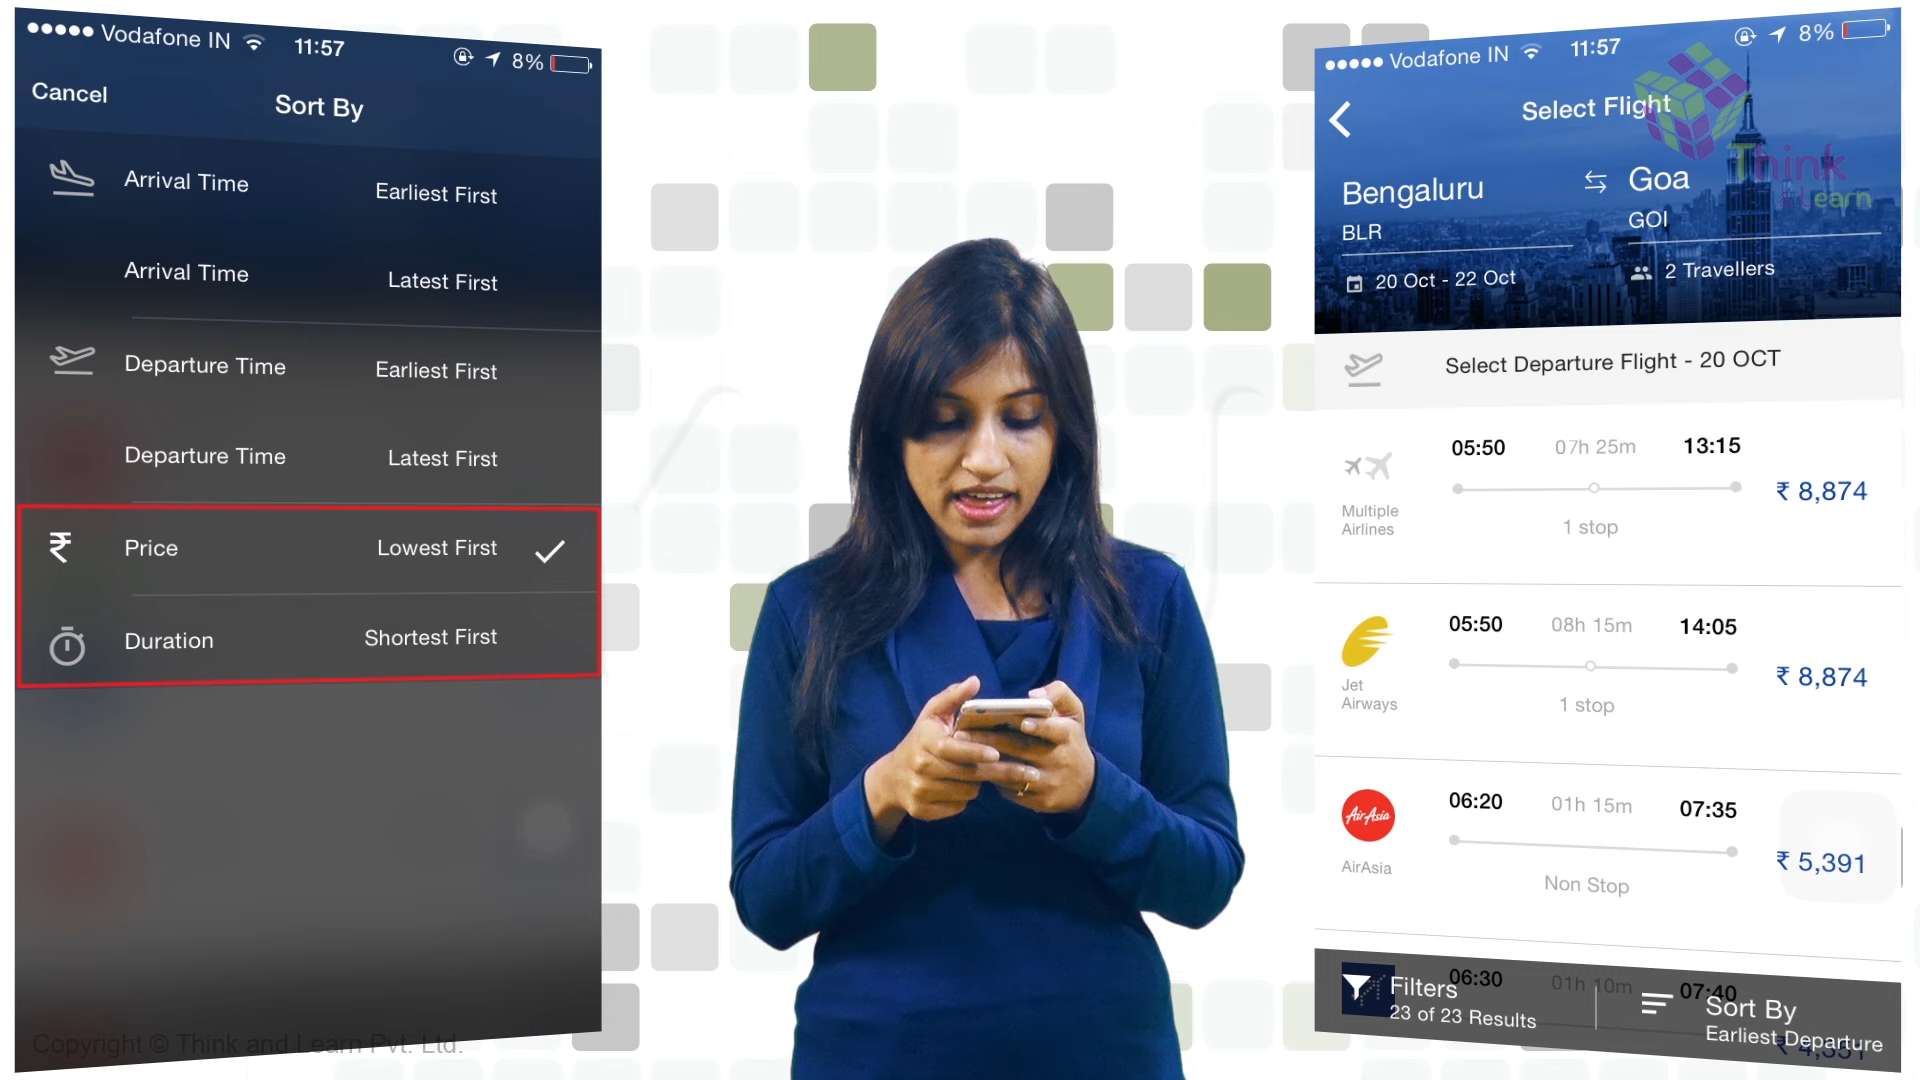 Vodafone IN 11:57 8%
Cancel
Sort By
Arrival Time Earliest First
Arrival Time Latest First
Departure Time Earliest First
Departure Time Latest First
₹ Price Lowest First
Duration Shortest First
Copyright © Think and Learn Pvt. Ltd.
Vodafone IN 11:57 8%
Select Flight
Think
& Learn
Bengaluru Goa
BLR GOI
20 Oct - 22 Oct 2 Travellers
Select Departure Flight - 20 OCT
05:50 07h 25m 13:15
₹ 8,874
Multiple
Airlines
1 stop
05:50 08h 15m 14:05
₹ 8,874
Jet
Airways
1 stop
06:20 01h 15m 07:35
AirAsia
₹ 5,391
AirAsia
Non Stop
06:30 01h 10m 07:40
Filters
23 of 23 Results
Sort By
Earliest Departure
₹ 4,351